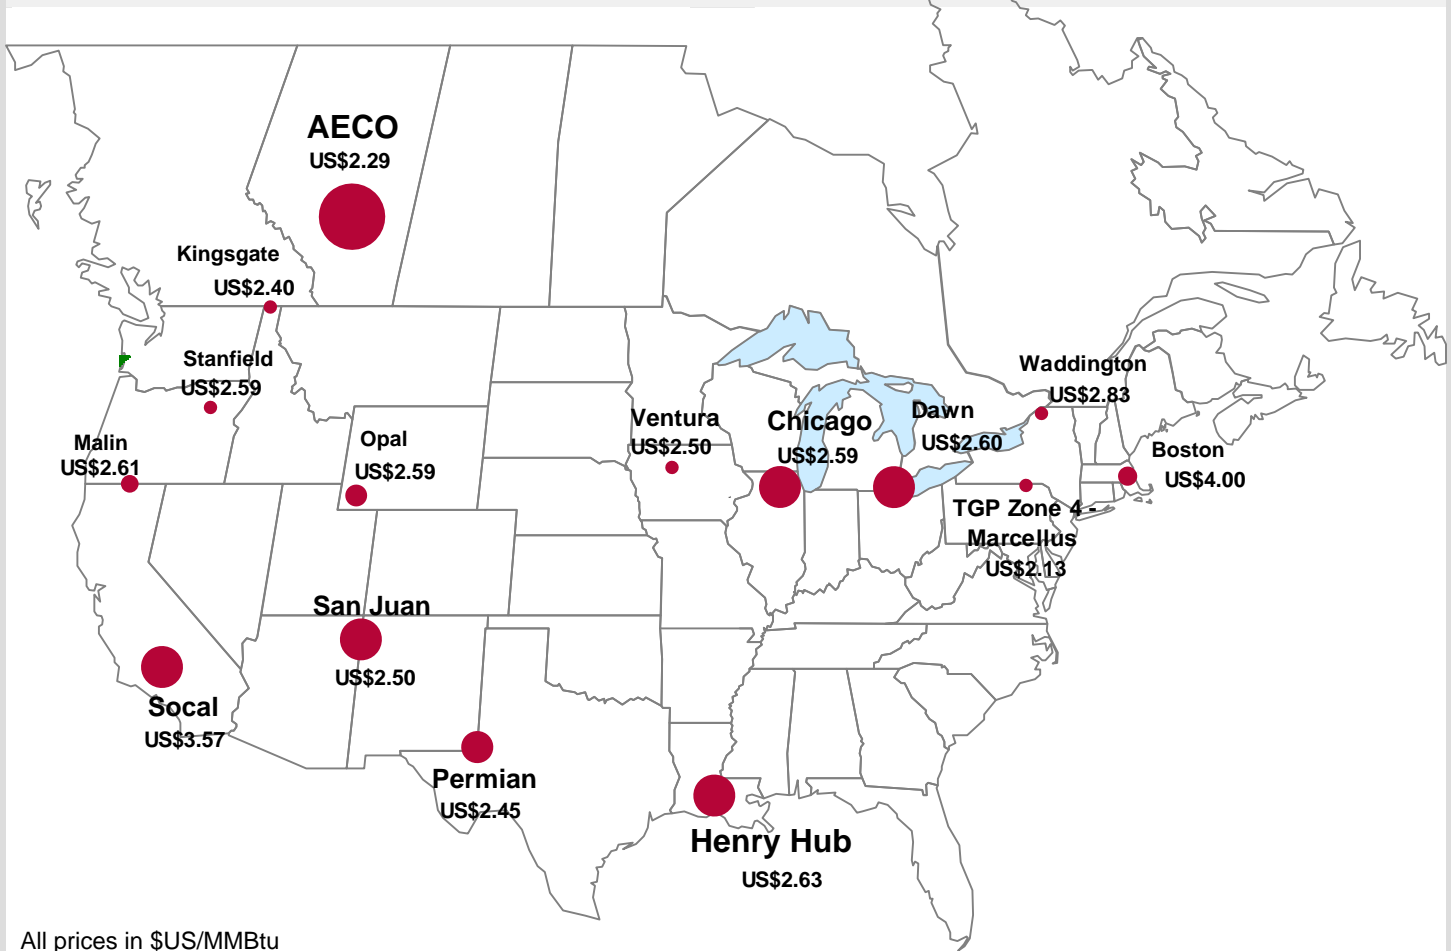 AECO
US$2.29
Kingsgate
US$2.40
Stanfield
US$2.59
Waddington
US$2.83
Ventura
US$2.50
Chicago
US$2.59
Dawn
US$2.60
Malin
US$2.61
Opal
US$2.59
Boston
US$4.00
TGP Zone 4 -
Marcellus
US$2.13
San Juan
US$2.50
Socal
US$3.57
Permian
US$2.45
Henry Hub
US$2.63
All prices in $US/MMBtu